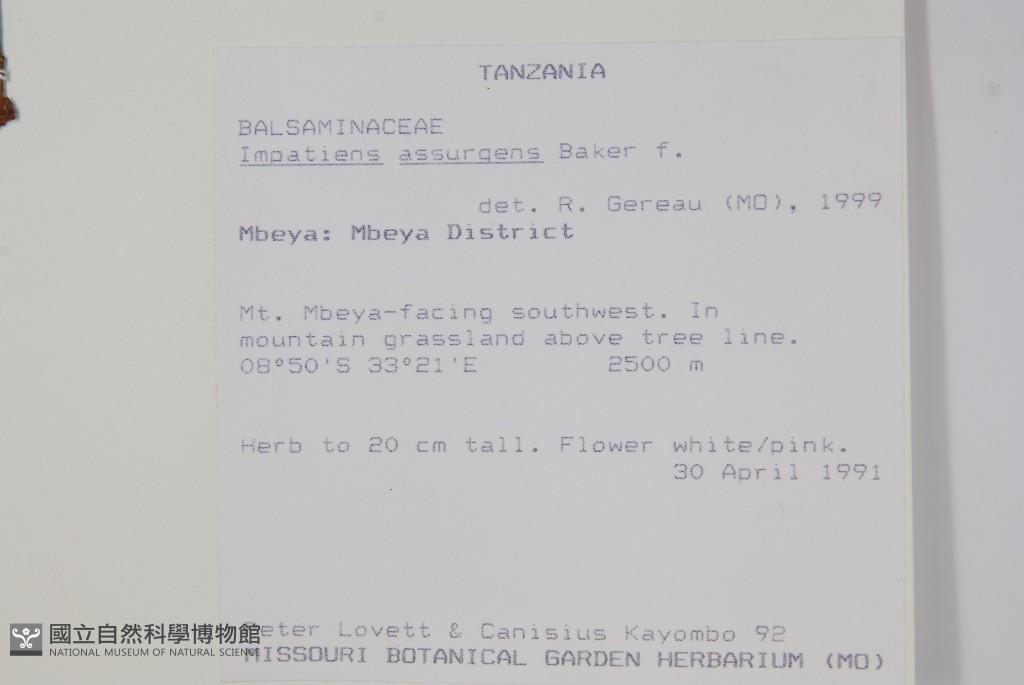 TANZANIA
BALSAMINACEAE
Impatiens assurgens Baker f.
det. R. Gereau (MO), 1999
Mbeya: Mbeya District
Mt. Mbeya-facing southwest. In
mountain grassland above tree line.
08°50'S 33°21'E 2500 m
Herb to 20 cm tall. Flower white/pink.
30 April 1991
Peter Lovett & Canisius Kayombo 92
MISSOURI BOTANICAL GARDEN HERBARIUM (MO)
國立自然科學博物館
NATIONAL MUSEUM OF NATURAL SCIENCE